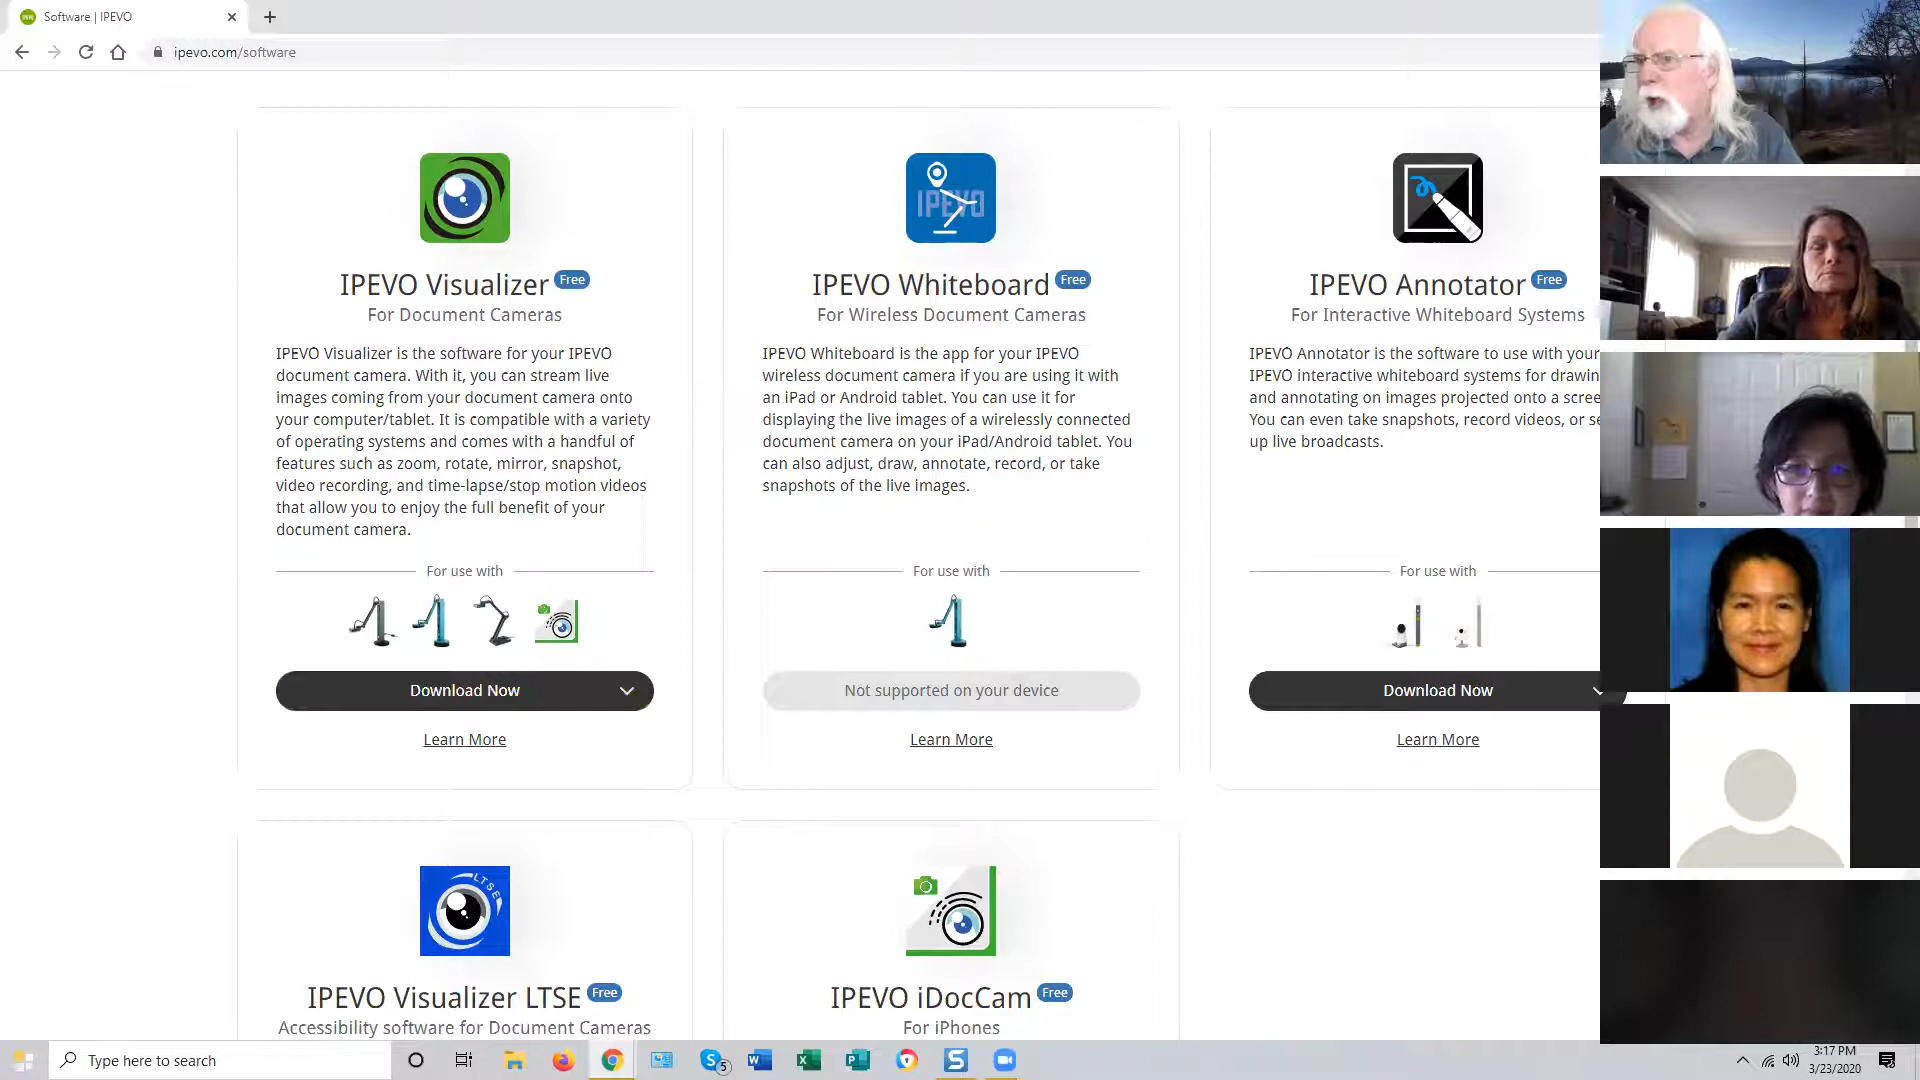 Software | IPEVO
ipevo.com/software
IPEVO
IPEVO Visualizer Free
For Document Cameras
IPEVO Visualizer is the software for your IPEVO
document camera. With it, you can stream live
images coming from your document camera onto
your computer/tablet. It is compatible with a variety
of operating systems and comes with a handful of
features such as zoom, rotate, mirror, snapshot,
video recording, and time-lapse/stop motion videos
that allow you to enjoy the full benefit of your
document camera.
For use with
Download Now
Learn More
IPEVO Whiteboard Free
For Wireless Document Cameras
IPEVO Whiteboard is the app for your IPEVO
wireless document camera if you are using it with
an iPad or Android tablet. You can use it for
displaying the live images of a wirelessly connected
document camera on your iPad/Android tablet. You
can also adjust, draw, annotate, record, or take
snapshots of the live images.
For use with
Not supported on your device
Learn More
IPEVO Annotator Free
For Interactive Whiteboard Systems
IPEVO Annotator is the software to use with your
IPEVO interactive whiteboard systems for drawin
and annotating on images projected onto a scree
You can even take snapshots, record videos, or se
up live broadcasts.
For use with
Download Now
Learn More
LTSE
IPEVO Visualizer LTSE Free
Accessibility software for Document Cameras
IPEVO iDocCam Free
For iPhones
Type here to search
5
3:17 PM
3/23/2020